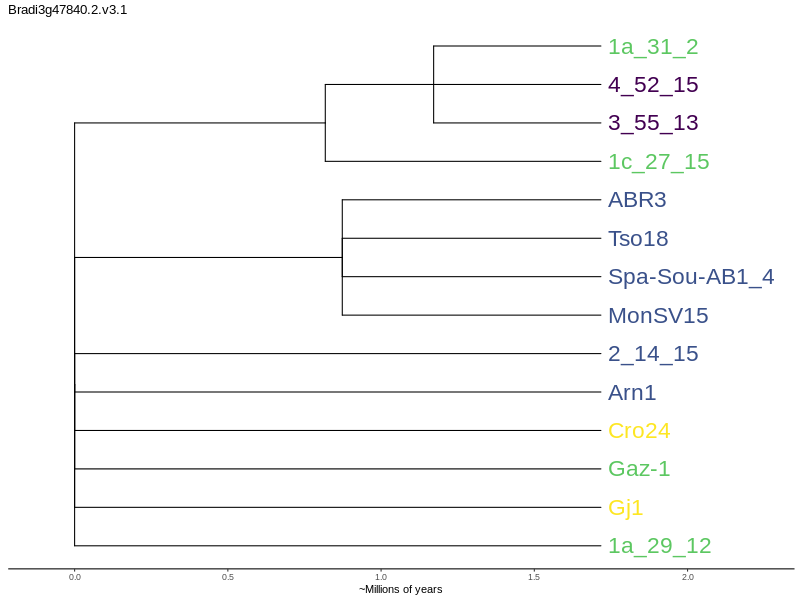 Bradi3g47840.2.v3.1
1a_31_2
4_52_15
3_55_13
1c_27_15
ABR3
Tso18
Spa-Sou-AB1_4
MonSV15
2_14_15
Arn1
Cro24
Gaz-1
Gj1
1a_29_12
0.0 0.5 1.0 1.5 2.0
~Millions of years